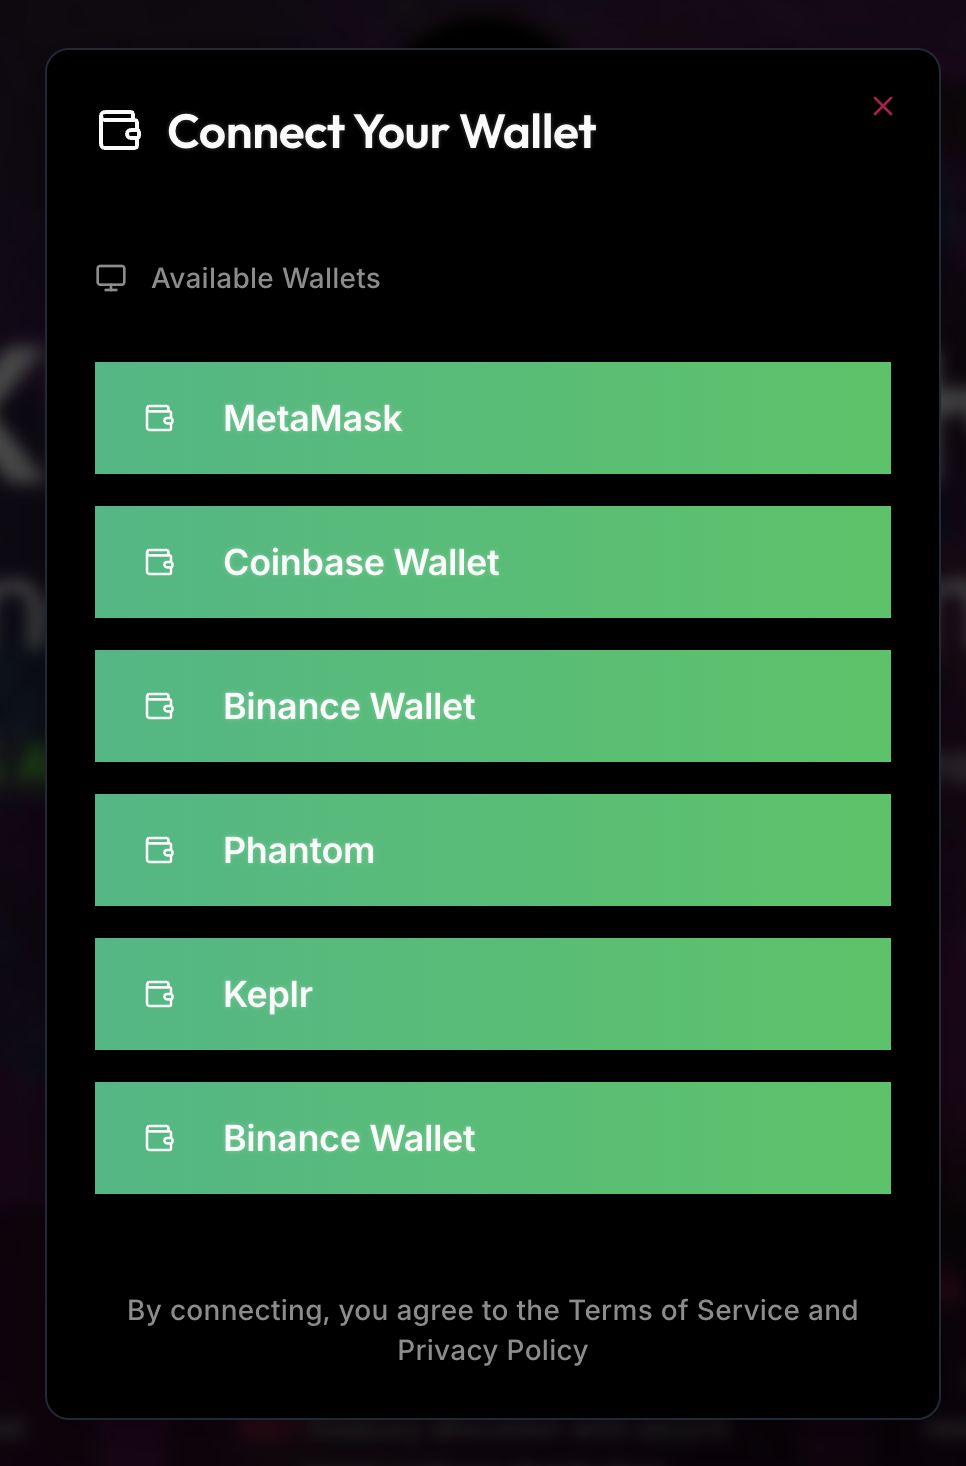 Connect Your Wallet
Available Wallets
MetaMask
Coinbase Wallet
Binance Wallet
Phantom
Keplr
Binance Wallet
By connecting, you agree to the Terms of Service and
Privacy Policy